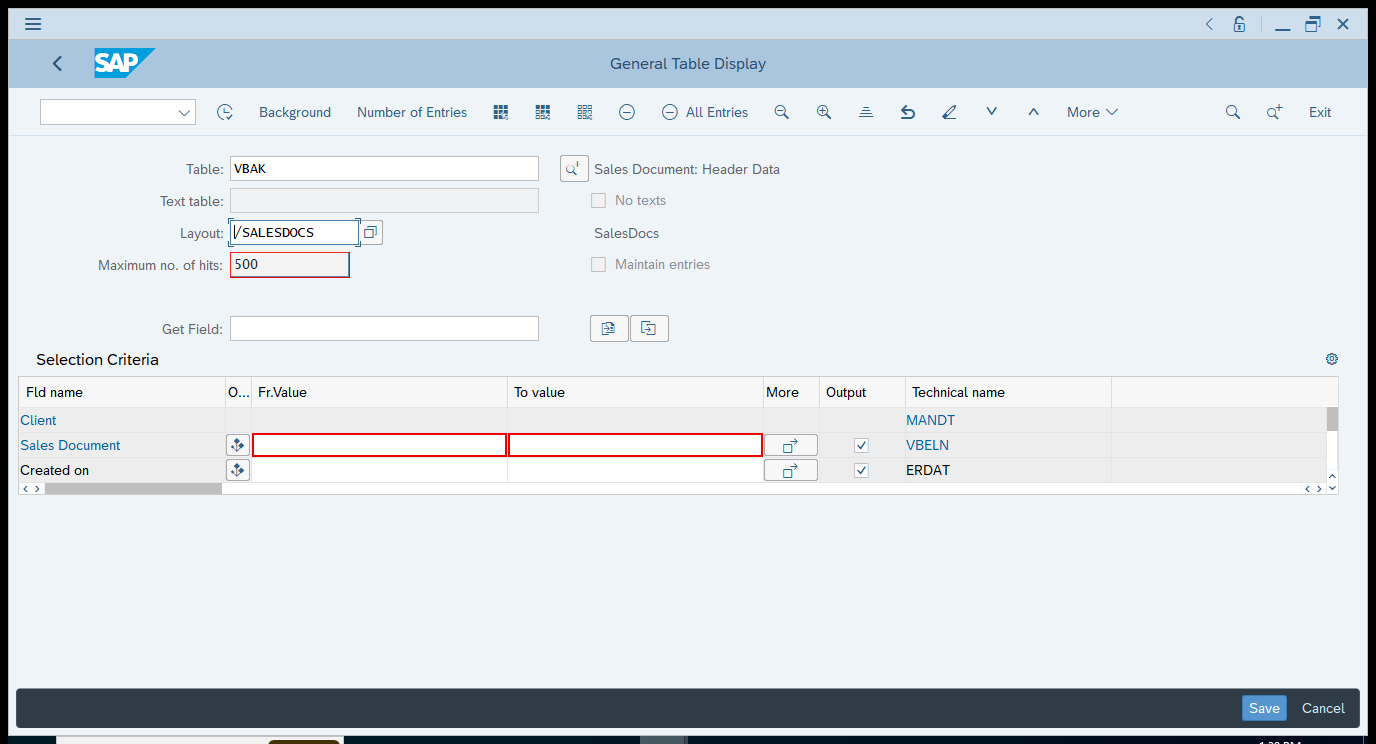 SAP
General Table Display
Background Number of Entries All Entries More Exit
Table: VBAK Sales Document: Header Data
Text table: No texts
Layout: /SALESDOCS SalesDocs
Maximum no. of hits: 500 Maintain entries
Get Field:
Selection Criteria
Fld name O... Fr.Value To value More Output Technical name
Client MANDT
Sales Document VBELN
Created on ERDAT
Save Cancel